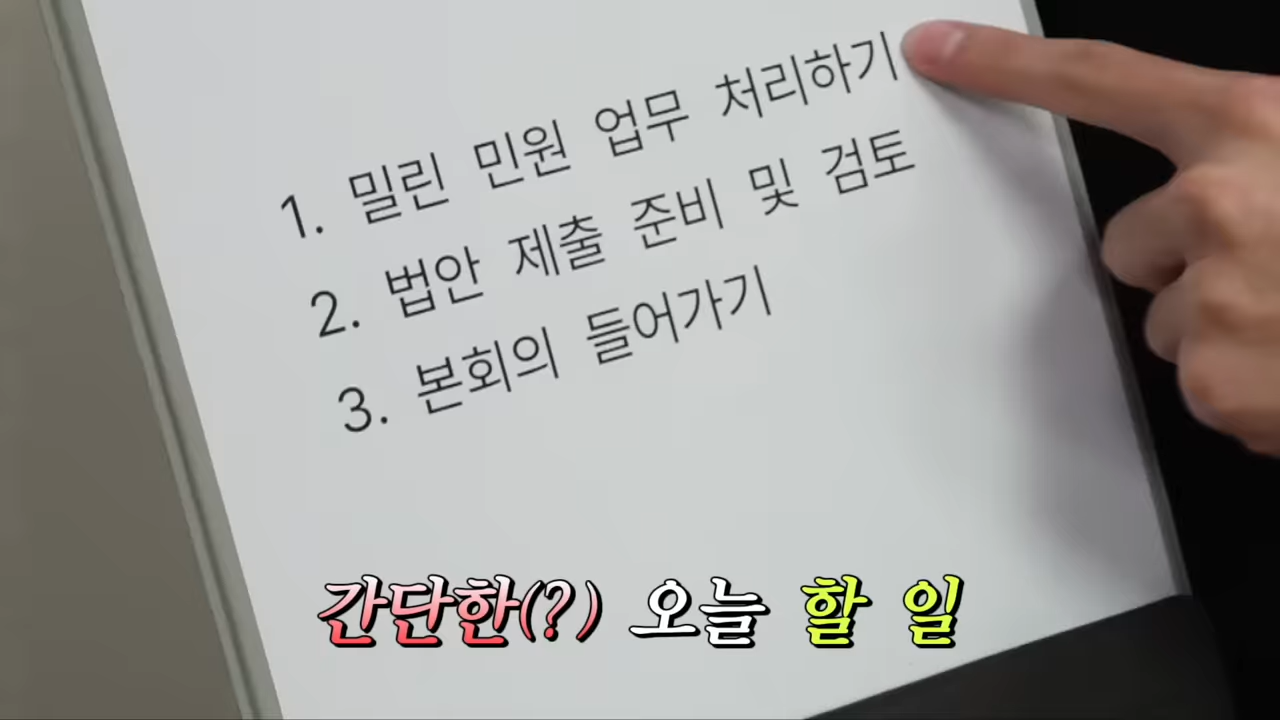 1. 밀린 민원 업무 처리하기
2. 법안 제출 준비 및 검토
3. 본회의 들어가기
간단한(?) 오늘 할 일